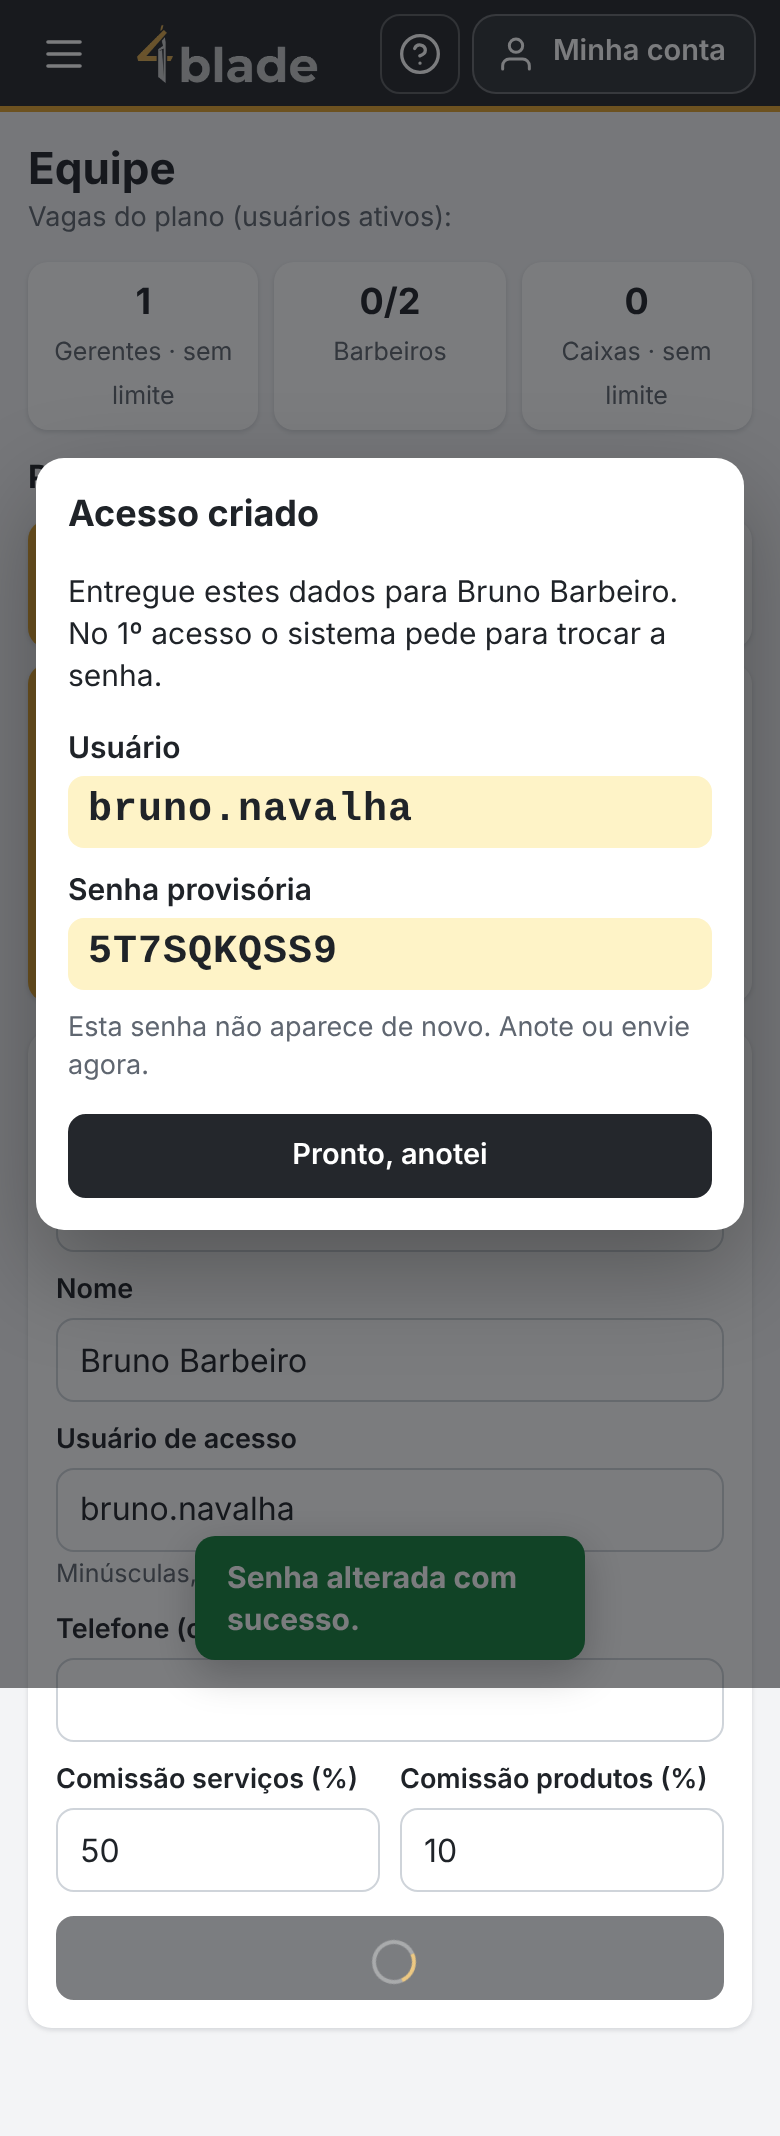 4blade
Minha conta
Equipe
Vagas do plano (usuários ativos):
1
Gerentes · sem
limite
0/2
Barbeiros
0
Caixas · sem
limite
Acesso criado
Entregue estes dados para Bruno Barbeiro.
No 1º acesso o sistema pede para trocar a
senha.
Usuário
bruno.navalha
Senha provisória
5T7SQKQSS9
Esta senha não aparece de novo. Anote ou envie
agora.
Pronto, anotei
Nome
Bruno Barbeiro
Usuário de acesso
bruno.navalha
Minúsculas,
Senha alterada com
sucesso.
Telefone
Comissão serviços (%)
Comissão produtos (%)
50
10